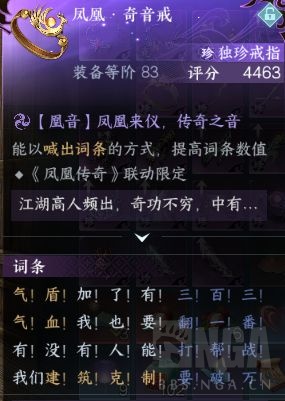 凤凰·奇音戒
珍 独珍戒指
装备等阶 83 评分 4463
【凰音】凤凰来仪，传奇之音
能以喊出词条的方式，提高词条数值
◆《凤凰传奇》联动限定
江湖高人频出，奇功不穷，中有...
词条
气！盾！加！了！有！三！百！三！
气！血！我！也！要！翻！一！番！
有！没！有！人！能！打！帮！战！
我们！建！筑！克！制！要！破！万！
NGA
BBS.NGA.CN